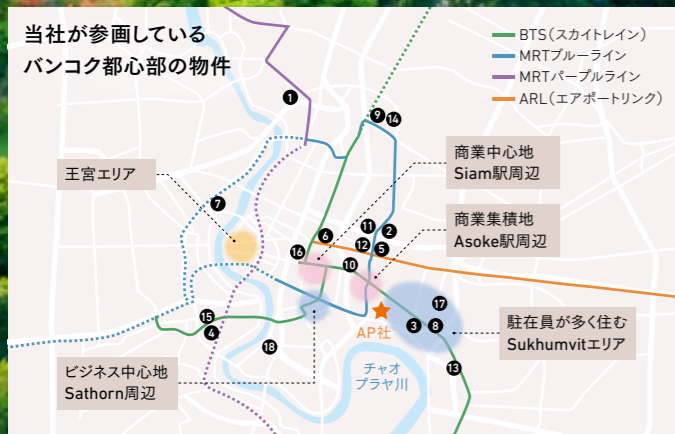 当社が参画している
バンコク都心部の物件
BTS（スカイトレイン）
MRTブルーライン
MRTパープルライン
ARL（エアポートリンク）
1
9
14
商業中心地
Siam駅周辺
王宮エリア
7
商業集積地
Asoke駅周辺
6
11
2
12
5
16
10
17
AP社
3
8
駐在員が多く住む
Sukhumvitエリア
15
4
18
ビジネス中心地
Sathorn周辺
チャオ
プラヤ川
13